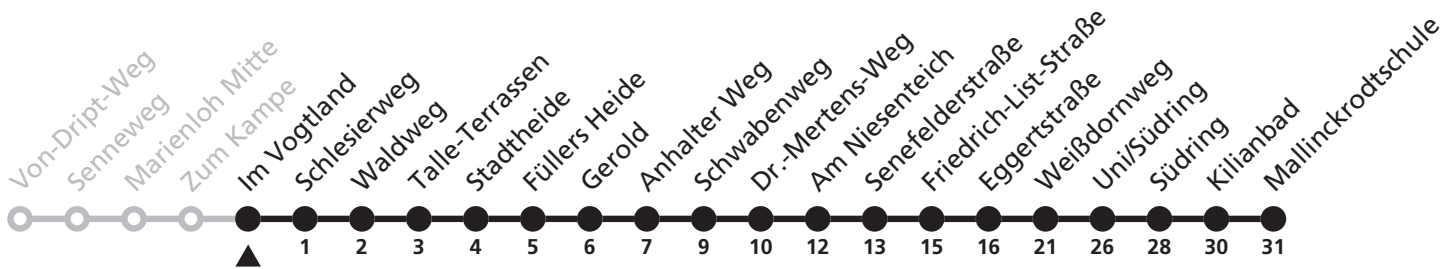 Von-Dript-Weg
Senneweg
Marienloh Mitte
Zum Kampe
Im Vogtland
Schlesierweg
Waldweg
Talle-Terrassen
Stadtheide
Füllers Heide
Gerold
Anhalter Weg
Schwabenweg
Dr.-Mertens-Weg
Am Niesenteich
Senefelderstraße
Friedrich-List-Straße
Eggertstraße
Weißdornweg
Uni/Südring
Südring
Kilianbad
Mallinckrodtschule
1 2 3 4 5 6 7 9 10 12 13 15 16 21 26 28 30 31